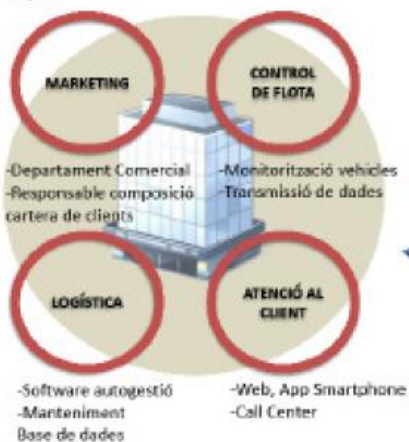 MARKETING
CONTROL
DE FLOTA
-Departament Comercial
-Responsable composició
cartera de clients
-Monitorització vehicles
-Transmissió de dades
LOGÍSTICA
ATENCIÓ AL
CLIENT
-Software autogestió
-Manteniment
Base de dades
-Web, App Smartphone
-Call Center